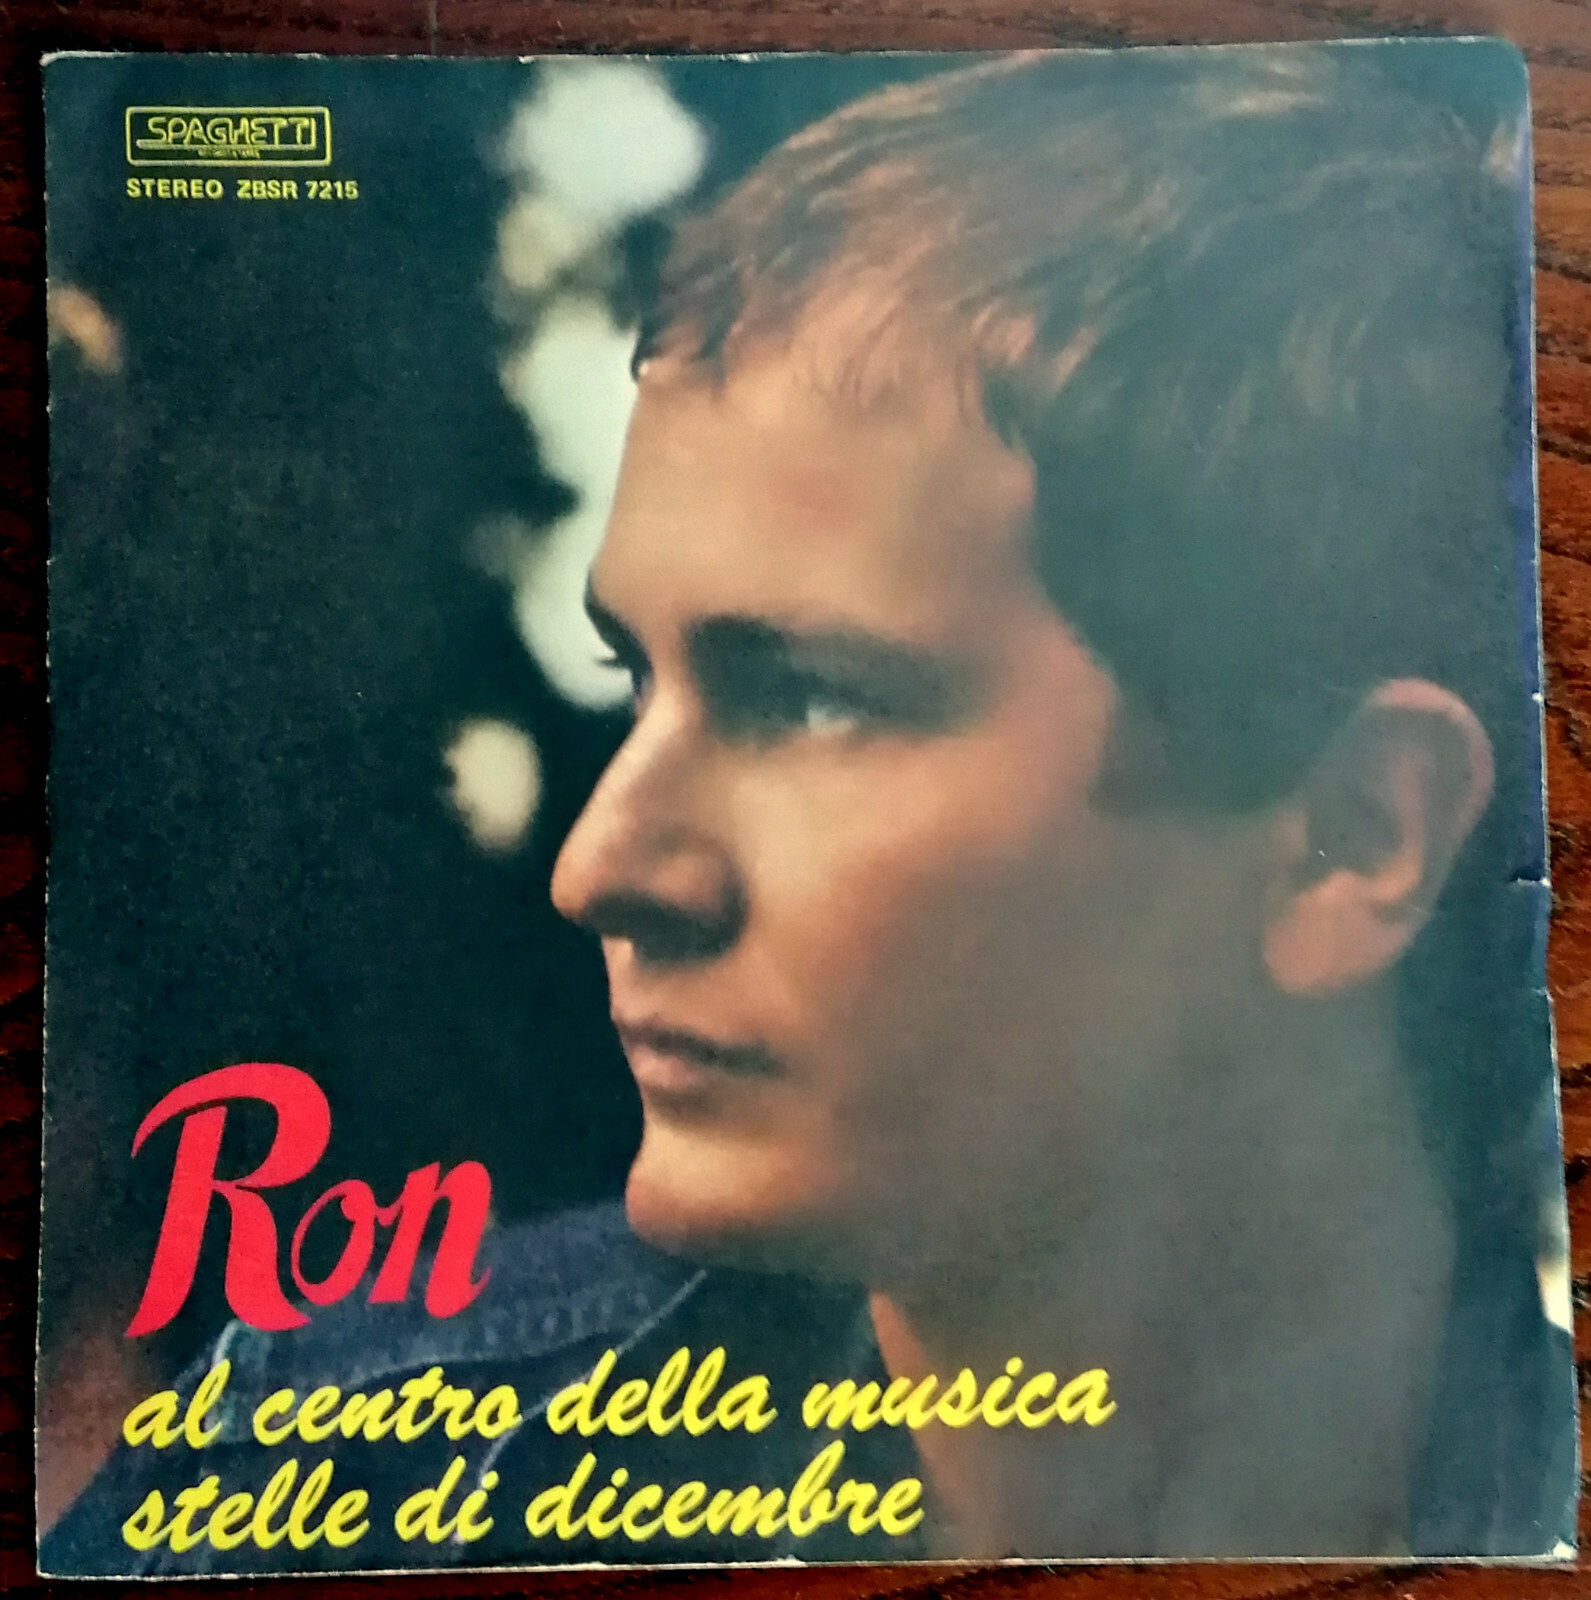 SPAGHETTI
STEREO ZBSR 7215
Ron
al centro della musica
stelle di dicembre